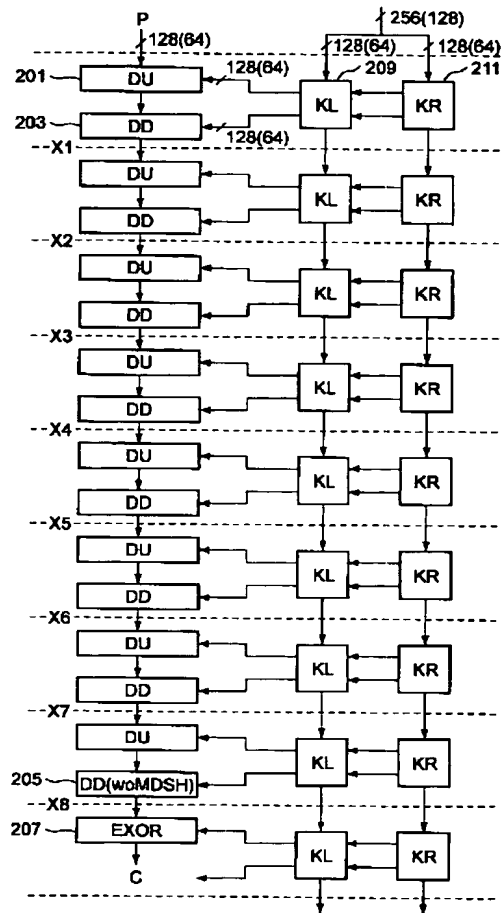 P
256(128)
128(64)
128(64)
128(64)
201
DU
128(64)
209
KL
211
KR
203
DD
128(64)
X1
DU
KL
KR
DD
X2
DU
KL
KR
DD
X3
DU
KL
KR
DD
X4
DU
KL
KR
DD
X5
DU
KL
KR
DD
X6
DU
KL
KR
DD
X7
DU
KL
KR
205
DD(woMDSH)
X8
207
EXOR
KL
KR
C